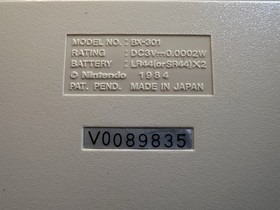 MODEL NO. : BX-301
RATING : DC3V⎓0.0002W
BATTERY : LR44(or SR44)X2
© Nintendo 1984
PAT. PEND. MADE IN JAPAN
V0089835